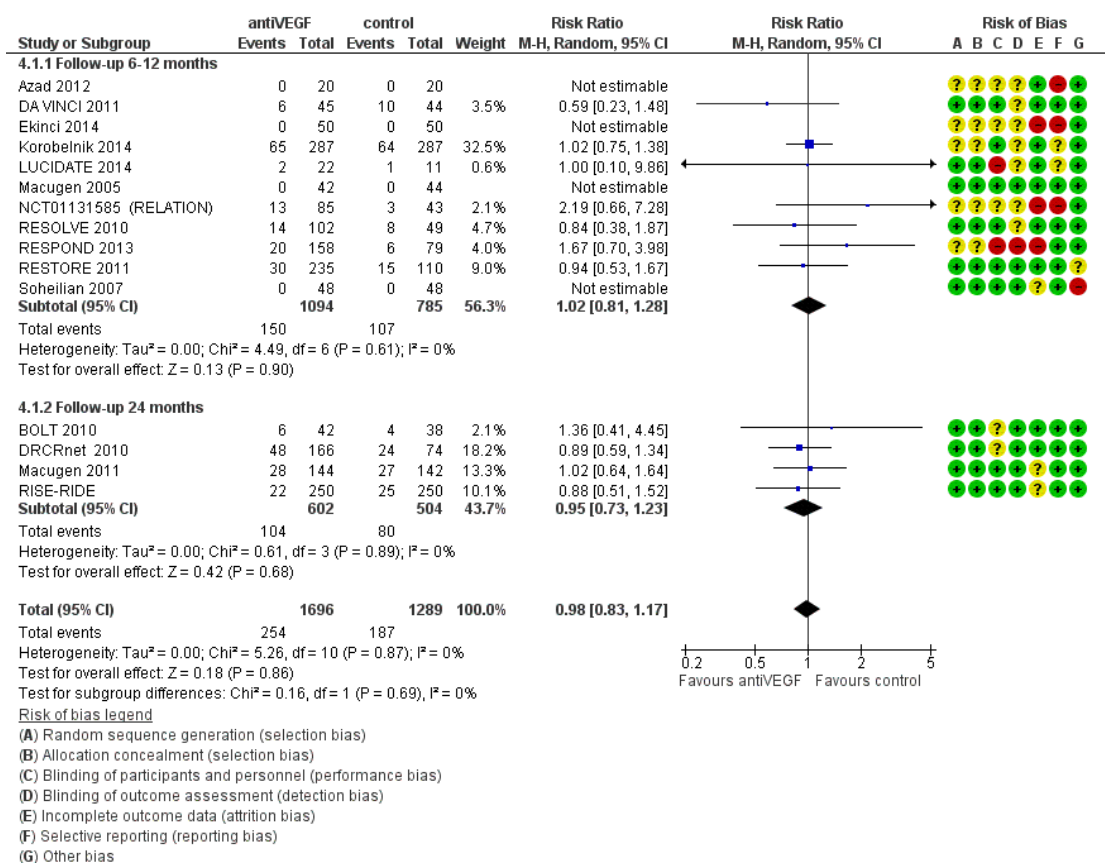 antiVEGF control Risk Ratio Risk Ratio Risk of Bias
Study or Subgroup Events Total Events Total Weight M-H, Random, 95% CI M-H, Random, 95% CI A B C D E F G
4.1.1 Follow-up 6-12 months
Azad 2012 0 20 0 20 Not estimable ? ? ? ? + - +
DA VINCI 2011 6 45 10 44 3.5% 0.59 [0.23, 1.48] + + + ? + + +
Ekinci 2014 0 50 0 50 Not estimable ? ? ? ? - - +
Korobelnik 2014 65 287 64 287 32.5% 1.02 [0.75, 1.38] ? ? + ? + ? +
LUCIDATE 2014 2 22 1 11 0.6% 1.00 [0.10, 9.86] + + - ? + ? +
Macugen 2005 0 42 0 44 Not estimable + + + + + + +
NCT01131585 (RELATION) 13 85 3 43 2.1% 2.19 [0.66, 7.28] ? ? ? ? - - +
RESOLVE 2010 14 102 8 49 4.7% 0.84 [0.38, 1.87] + + + ? + + +
RESPOND 2013 20 158 6 79 4.0% 1.67 [0.70, 3.98] ? ? - - - + +
RESTORE 2011 30 235 15 110 9.0% 0.94 [0.53, 1.67] + + + + + + ?
Soheilian 2007 0 48 0 48 Not estimable + + + + ? + -
Subtotal (95% CI) 1094 785 56.3% 1.02 [0.81, 1.28]
Total events 150 107
Heterogeneity: Tau² = 0.00; Chi² = 4.49, df = 6 (P = 0.61); I² = 0%
Test for overall effect: Z = 0.13 (P = 0.90)
4.1.2 Follow-up 24 months
BOLT 2010 6 42 4 38 2.1% 1.36 [0.41, 4.45] + + ? + + + +
DRCRnet 2010 48 166 24 74 18.2% 0.89 [0.59, 1.34] + + ? + + + +
Macugen 2011 28 144 27 142 13.3% 1.02 [0.64, 1.64] + + + + ? + +
RISE-RIDE 22 250 25 250 10.1% 0.88 [0.51, 1.52] + + + + ? + +
Subtotal (95% CI) 602 504 43.7% 0.95 [0.73, 1.23]
Total events 104 80
Heterogeneity: Tau² = 0.00; Chi² = 0.61, df = 3 (P = 0.89); I² = 0%
Test for overall effect: Z = 0.42 (P = 0.68)
Total (95% CI) 1696 1289 100.0% 0.98 [0.83, 1.17]
Total events 254 187
Heterogeneity: Tau² = 0.00; Chi² = 5.26, df = 10 (P = 0.87); I² = 0%
Test for overall effect: Z = 0.18 (P = 0.86)
Test for subgroup differences: Chi² = 0.16, df = 1 (P = 0.69), I² = 0%
0.2 0.5 1 2 5
Favours antiVEGF Favours control
Risk of bias legend
(A) Random sequence generation (selection bias)
(B) Allocation concealment (selection bias)
(C) Blinding of participants and personnel (performance bias)
(D) Blinding of outcome assessment (detection bias)
(E) Incomplete outcome data (attrition bias)
(F) Selective reporting (reporting bias)
(G) Other bias